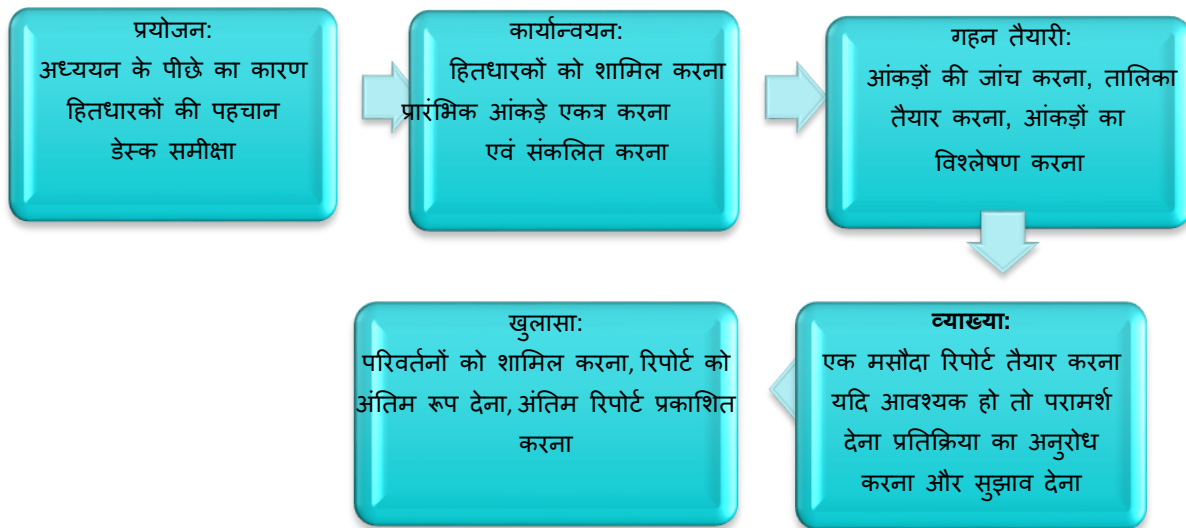 प्रयोजन:
अध्ययन के पीछे का कारण
हितधारकों की पहचान
डेस्क समीक्षा
कार्यान्वयन:
हितधारकों को शामिल करना
प्रारंभिक आंकड़े एकत्र करना
एवं संकलित करना
गहन तैयारी:
आंकड़ों की जांच करना, तालिका
तैयार करना, आंकड़ों का
विश्लेषण करना
व्याख्या:
एक मसौदा रिपोर्ट तैयार करना
यदि आवश्यक हो तो परामर्श
देना प्रतिक्रिया का अनुरोध
करना और सुझाव देना
खुलासा:
परिवर्तनों को शामिल करना, रिपोर्ट को
अंतिम रूप देना, अंतिम रिपोर्ट प्रकाशित
करना